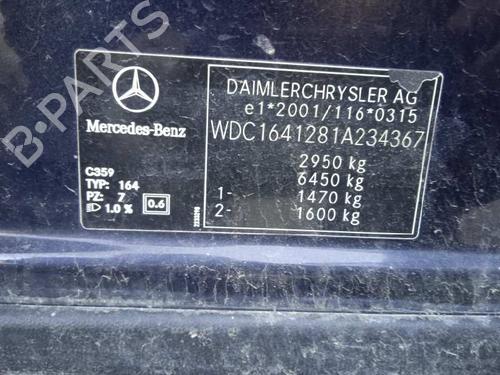 B-PARTS
Mercedes-Benz
DAIMLERCHRYSLER AG
e1*2001/116*0315
WDC1641281A234367
2950 kg
6450 kg
1- 1470 kg
2- 1600 kg
C359
TYP: 164
PZ: 7
1.0 % 0.6